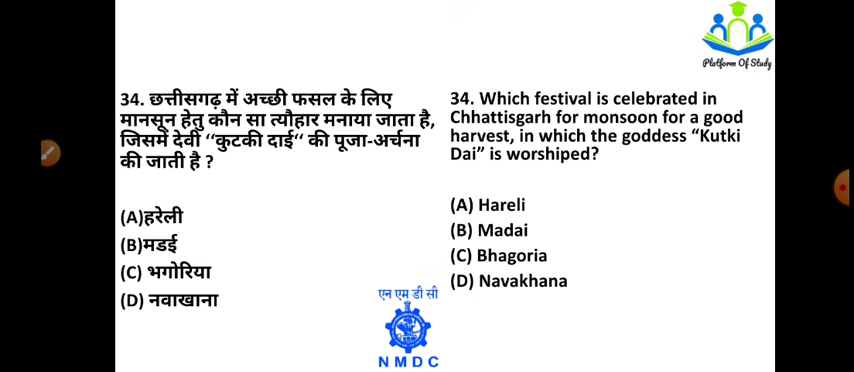 Platform Of Study
34. छत्तीसगढ़ में अच्छी फसल के लिए
मानसून हेतु कौन सा त्यौहार मनाया जाता है,
जिसमें देवी ‘‘कुटकी दाई‘‘ की पूजा-अर्चना
की जाती है ?
(A)हरेली
(B)मडई
(C) भगोरिया
(D) नवाखाना
34. Which festival is celebrated in
Chhattisgarh for monsoon for a good
harvest, in which the goddess “Kutki
Dai” is worshiped?
(A) Hareli
(B) Madai
(C) Bhagoria
(D) Navakhana
एन एम डी सी
NMDC